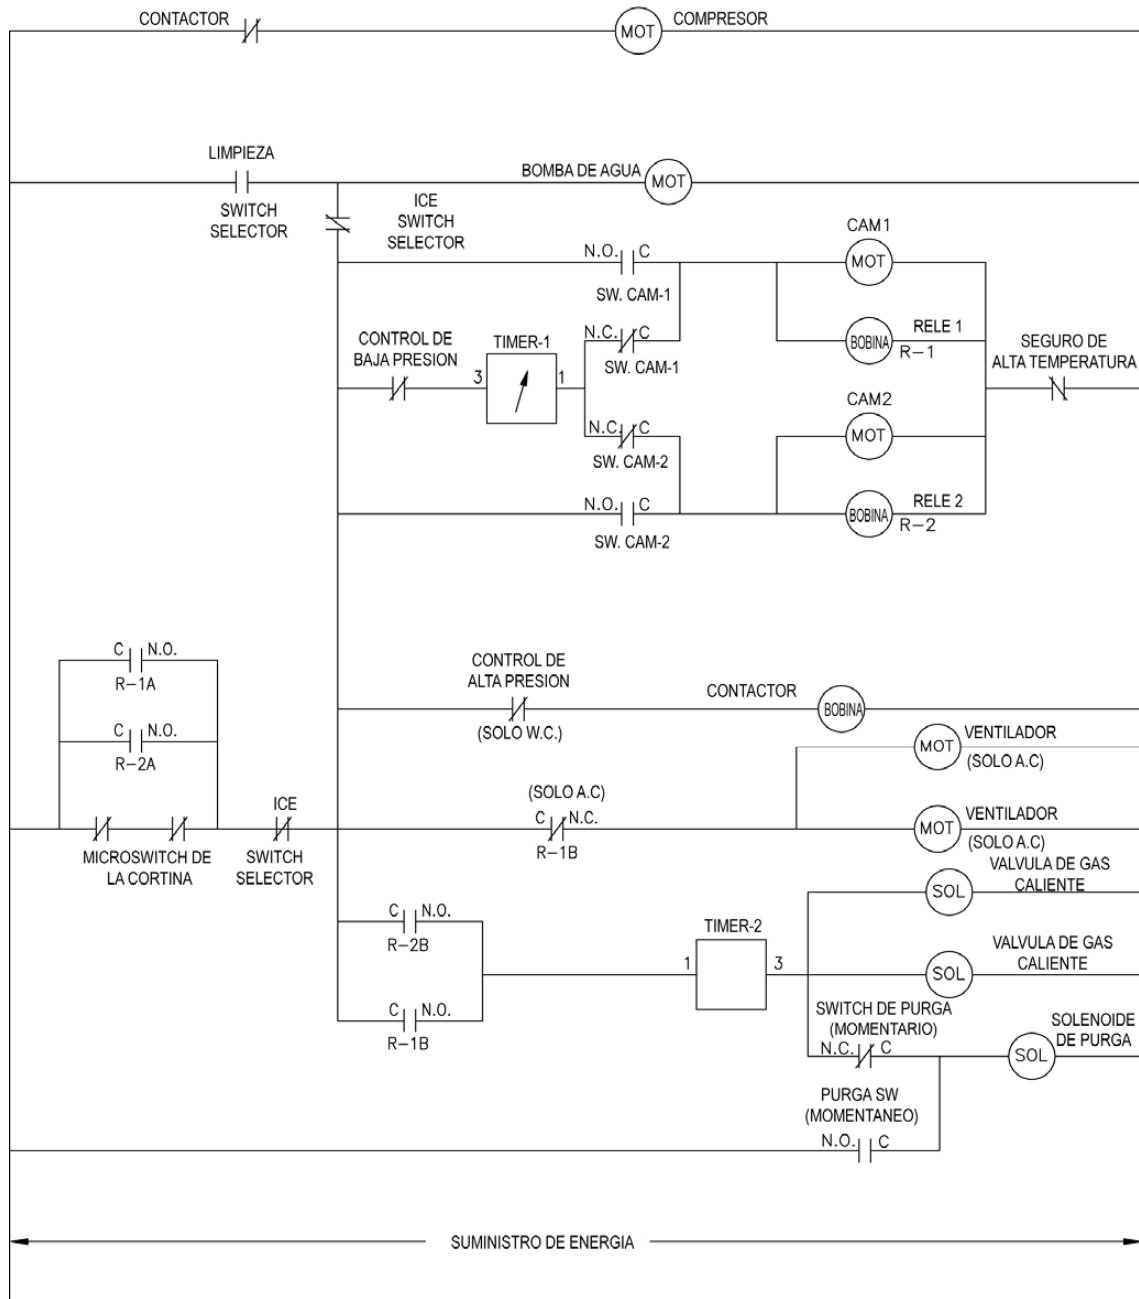 CONTACTOR
MOT
COMPRESOR
LIMPIEZA
SWITCH
SELECTOR
BOMBA DE AGUA
MOT
ICE
SWITCH
SELECTOR
CAM1
N.O. C
MOT
SW. CAM-1
CONTROL DE
BAJA PRESION
TIMER-1
N.C. C
SW. CAM-1
BOBINA
RELE 1
R-1
SEGURO DE
ALTA TEMPERATURA
3
1
CAM2
N.C. C
MOT
SW. CAM-2
N.O. C
SW. CAM-2
BOBINA
RELE 2
R-2
C N.O.
R-1A
CONTROL DE
ALTA PRESION
(SOLO W.C.)
CONTACTOR
BOBINA
C N.O.
R-2A
MOT
VENTILADOR
(SOLO A.C)
ICE
(SOLO A.C)
C N.C.
R-1B
MOT
VENTILADOR
(SOLO A.C)
MICROSWITCH DE
LA CORTINA
SWITCH
SELECTOR
VALVULA DE GAS
CALIENTE
SOL
C N.O.
R-2B
TIMER-2
1
3
VALVULA DE GAS
CALIENTE
SOL
C N.O.
R-1B
SWITCH DE PURGA
(MOMENTARIO)
N.C. C
SOLENOIDE
DE PURGA
SOL
PURGA SW
(MOMENTANEO)
N.O. C
SUMINISTRO DE ENERGIA